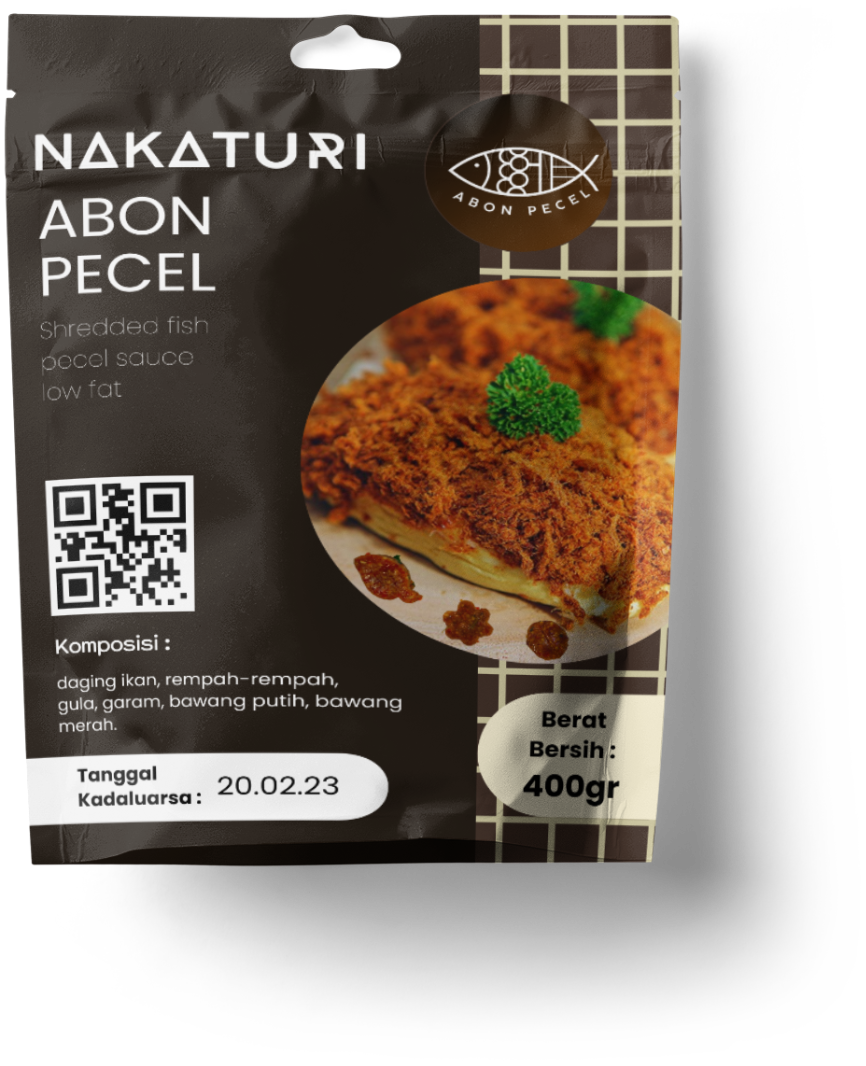 NAKATURI
ABON PECEL
ABON
PECEL
Shredded fish
pecel sauce
low fat
Komposisi :
daging ikan, rempah-rempah,
gula, garam, bawang putih, bawang
merah.
Tanggal
Kadaluarsa :
20.02.23
Berat
Bersih :
400gr